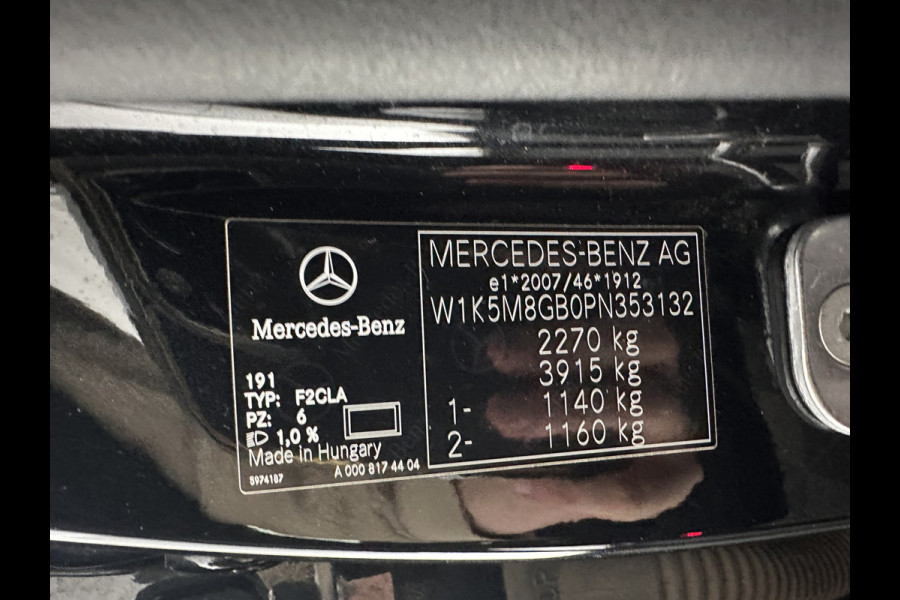 Mercedes-Benz
191
TYP: F2CLA
PZ: 6
1,0 %
Made in Hungary
S974187 A 000 817 44 04
MERCEDES-BENZ AG
e1*2007/46*1912
W1K5M8GB0PN353132
2270 kg
3915 kg
1- 1140 kg
2- 1160 kg